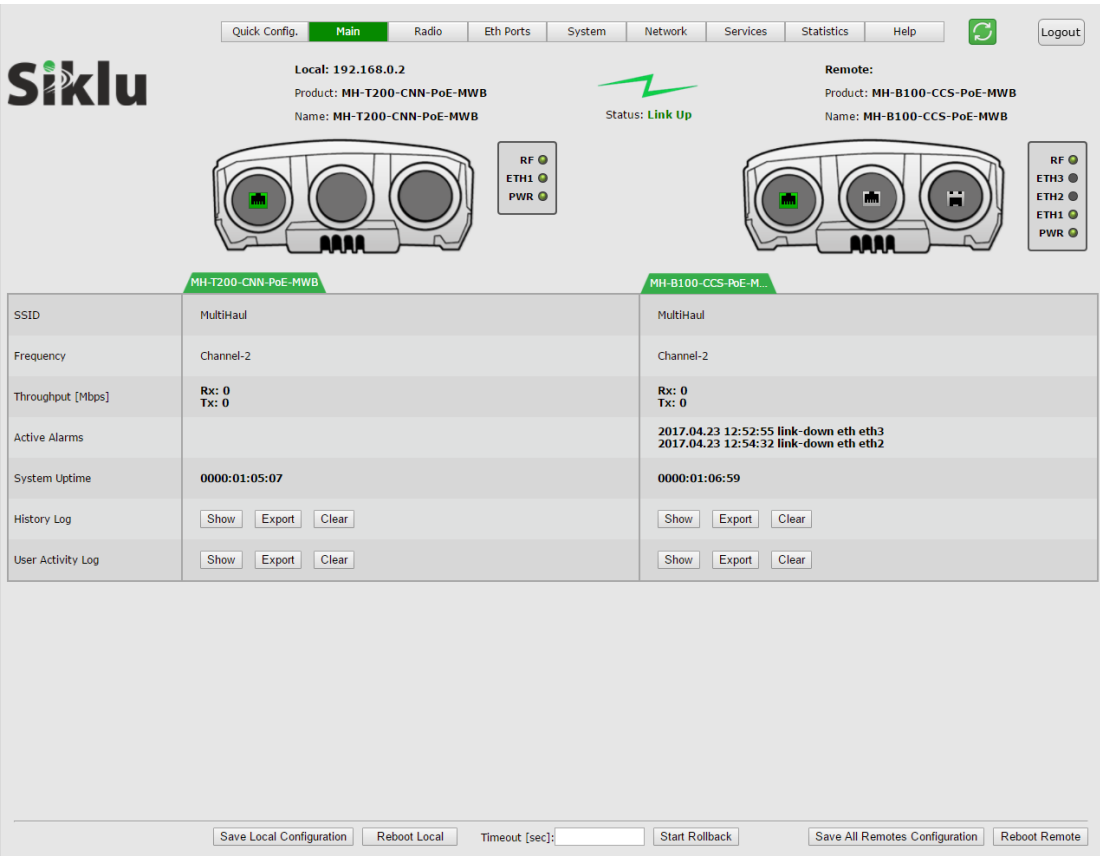 Quick Config. Main Radio Eth Ports System Network Services Statistics Help Logout
Siklu
Local: 192.168.0.2
Product: MH-T200-CNN-PoE-MWB
Name: MH-T200-CNN-PoE-MWB
Status: Link Up
Remote:
Product: MH-B100-CCS-PoE-MWB
Name: MH-B100-CCS-PoE-MWB
RF
ETH1
PWR
RF
ETH3
ETH2
ETH1
PWR
MH-T200-CNN-PoE-MWB MH-B100-CCS-PoE-M...
SSID MultiHaul MultiHaul
Frequency Channel-2 Channel-2
Throughput [Mbps] Rx: 0 Rx: 0
Tx: 0 Tx: 0
Active Alarms 2017.04.23 12:52:55 link-down eth eth3
2017.04.23 12:54:32 link-down eth eth2
System Uptime 0000:01:05:07 0000:01:06:59
History Log Show Export Clear Show Export Clear
User Activity Log Show Export Clear Show Export Clear
Save Local Configuration Reboot Local Timeout [sec]: Start Rollback Save All Remotes Configuration Reboot Remote